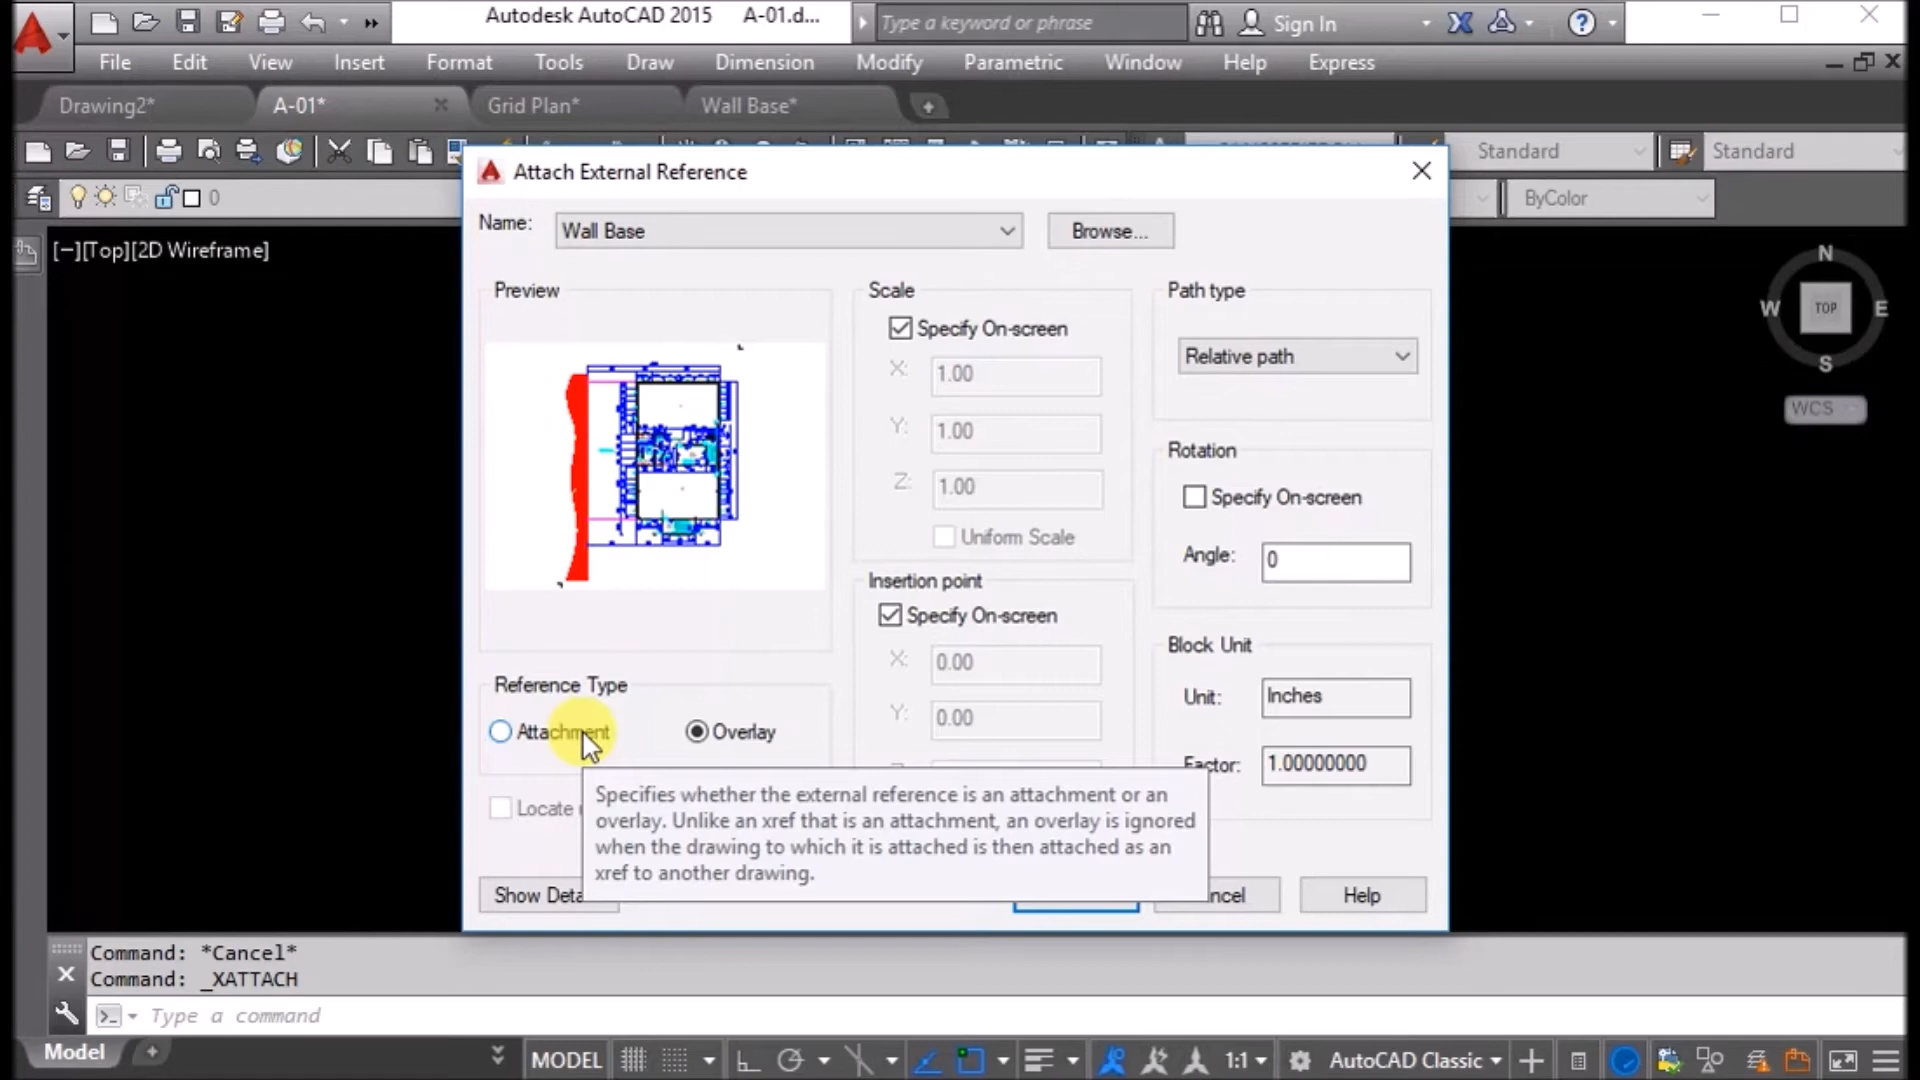 Autodesk AutoCAD 2015 A-01.d...
Type a keyword or phrase
Sign In
File Edit View Insert Format Tools Draw Dimension Modify Parametric Window Help Express
Drawing2* A-01* Grid Plan* Wall Base*
Standard Standard
0
ByColor
[−][Top][2D Wireframe]
N
W TOP E
S
WCS
Attach External Reference
Name: Wall Base Browse...
Preview
Scale
Specify On-screen
X: 1.00
Y: 1.00
Z: 1.00
Uniform Scale
Path type
Relative path
Rotation
Specify On-screen
Angle: 0
Insertion point
Specify On-screen
X: 0.00
Y: 0.00
Block Unit
Unit: Inches
Factor: 1.00000000
Reference Type
Attachment Overlay
Locate
Specifies whether the external reference is an attachment or an
overlay. Unlike an xref that is an attachment, an overlay is ignored
when the drawing to which it is attached is then attached as an
xref to another drawing.
Show Deta ncel Help
Command: *Cancel*
Command: _XATTACH
Type a command
Model
MODEL 1:1 AutoCAD Classic